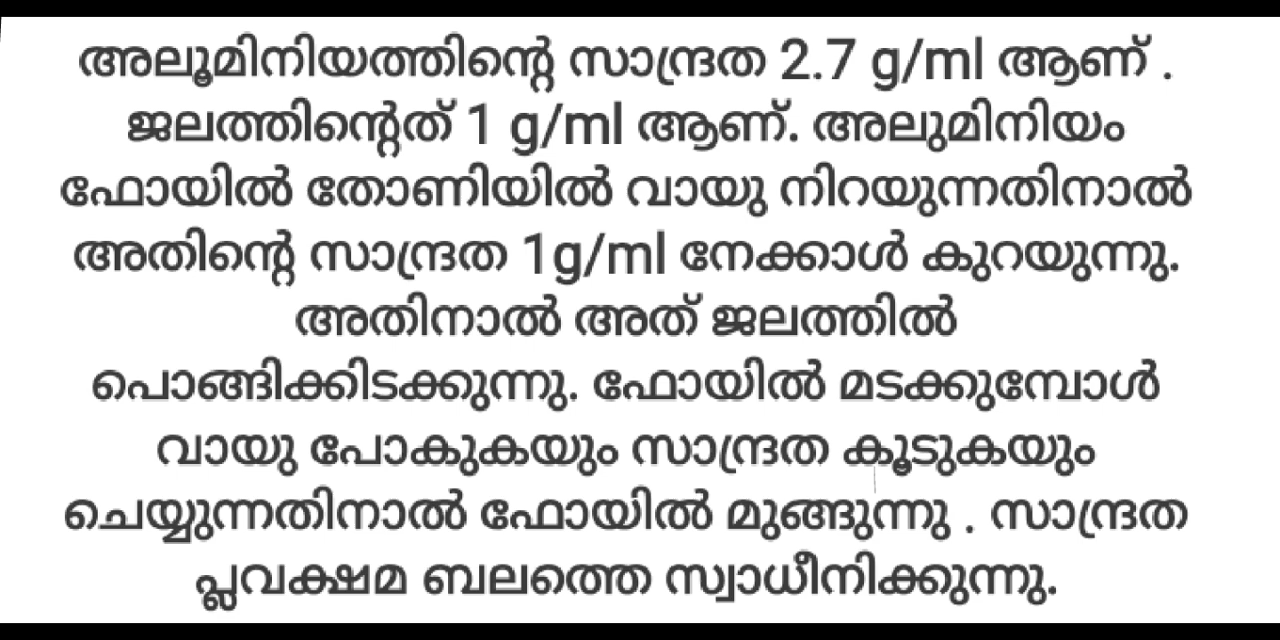 അലൂമിനിയത്തിന്റെ സാന്ദ്രത 2.7 g/ml ആണ് .
ജലത്തിന്റെത് 1 g/ml ആണ്. അലുമിനിയം
ഫോയിൽ തോണിയിൽ വായു നിറയുന്നതിനാൽ
അതിന്റെ സാന്ദ്രത 1g/ml നേക്കാൾ കുറയുന്നു.
അതിനാൽ അത് ജലത്തിൽ
പൊങ്ങിക്കിടക്കുന്നു. ഫോയിൽ മടക്കുമ്പോൾ
വായു പോകുകയും സാന്ദ്രത കൂടുകയും
ചെയ്യുന്നതിനാൽ ഫോയിൽ മുങ്ങുന്നു . സാന്ദ്രത
പ്ലവക്ഷമ ബലത്തെ സ്വാധീനിക്കുന്നു.